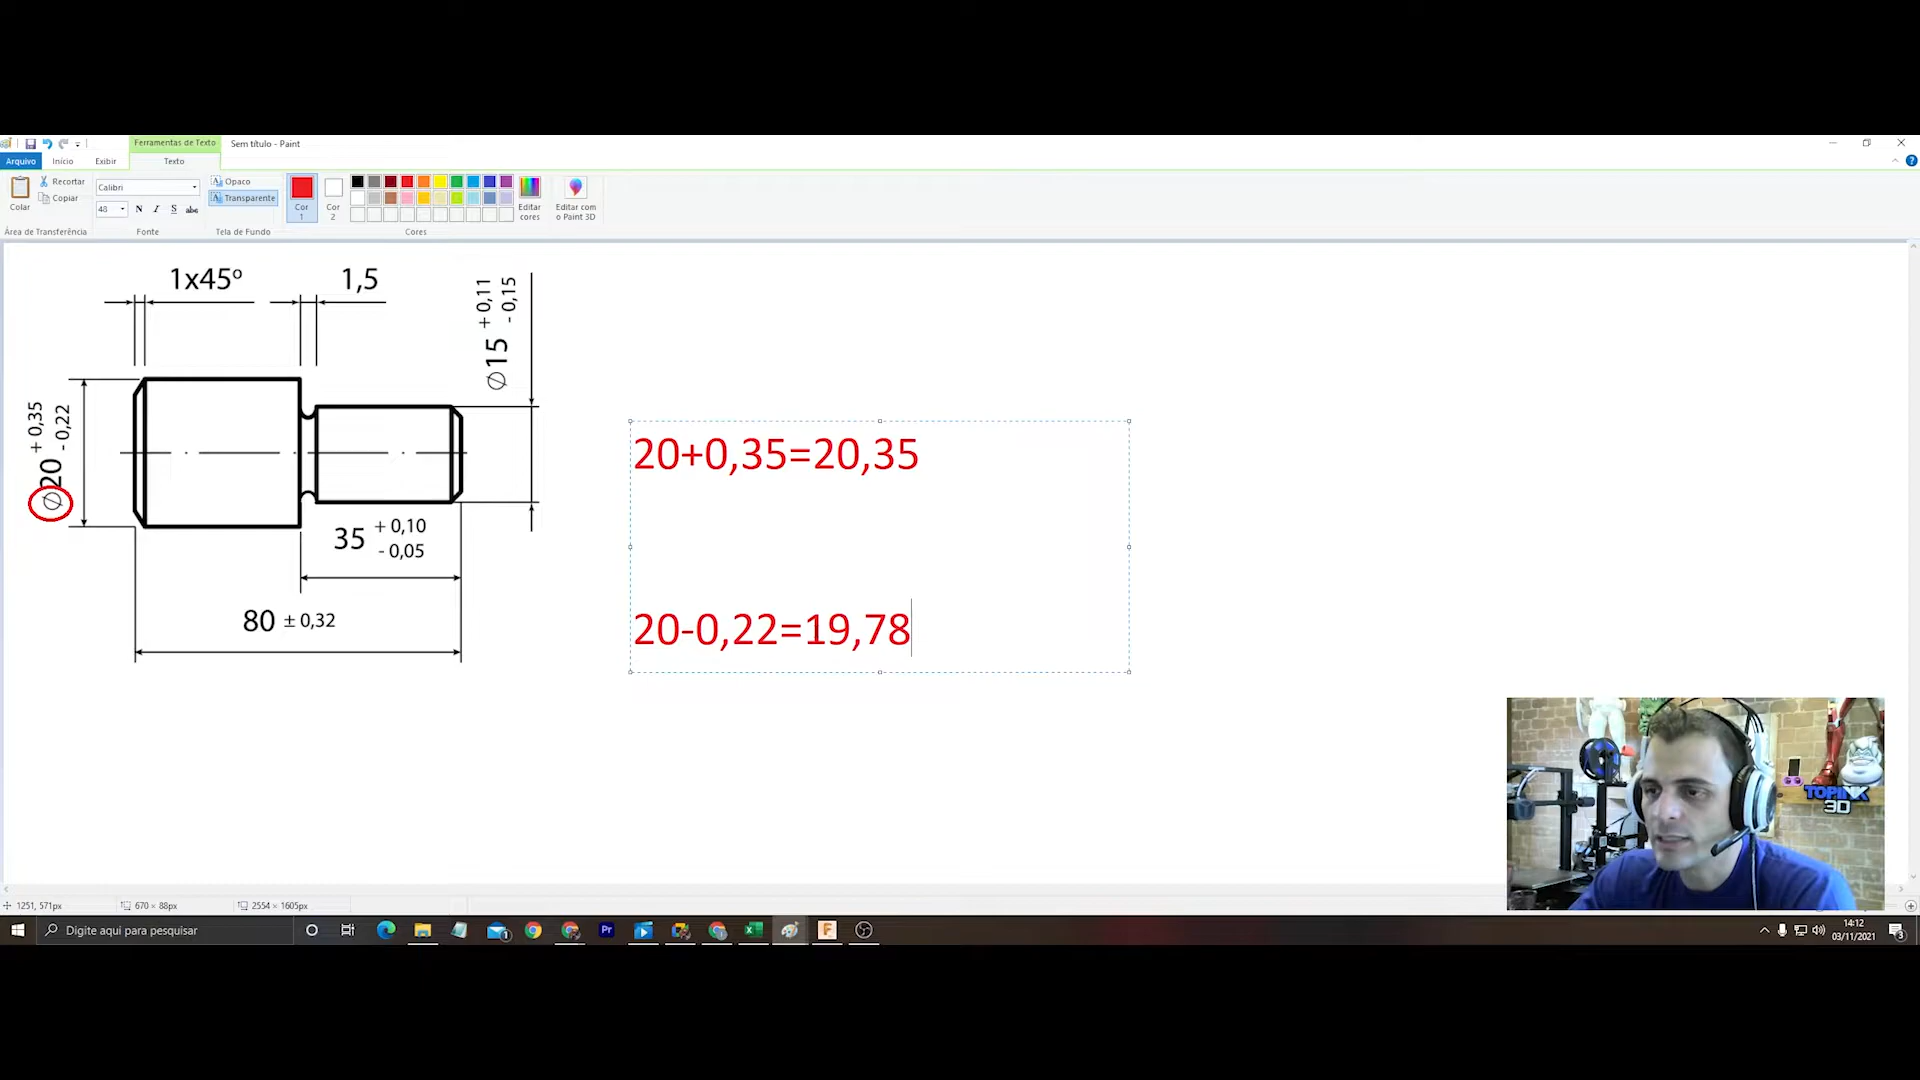 Ferramentas de Texto
Sem título - Paint
Arquivo
Início
Exibir
Texto
Colar
Recortar
Copiar
Área de Transferência
Calibri
48
N
I
S
abc
Fonte
Opaco
Transparente
Tela de Fundo
Cor
1
Cor
2
Editar
cores
Editar com
o Paint 3D
Cores
1x45º
1,5
Ø15 + 0,11
- 0,15
Ø20 + 0,35
- 0,22
35 + 0,10
- 0,05
80 ± 0,32
20+0,35=20,35
20-0,22=19,78
TOPINK
3D
1251, 571px
670 × 88px
2554 × 1605px
Digite aqui para pesquisar
14:12
03/11/2021